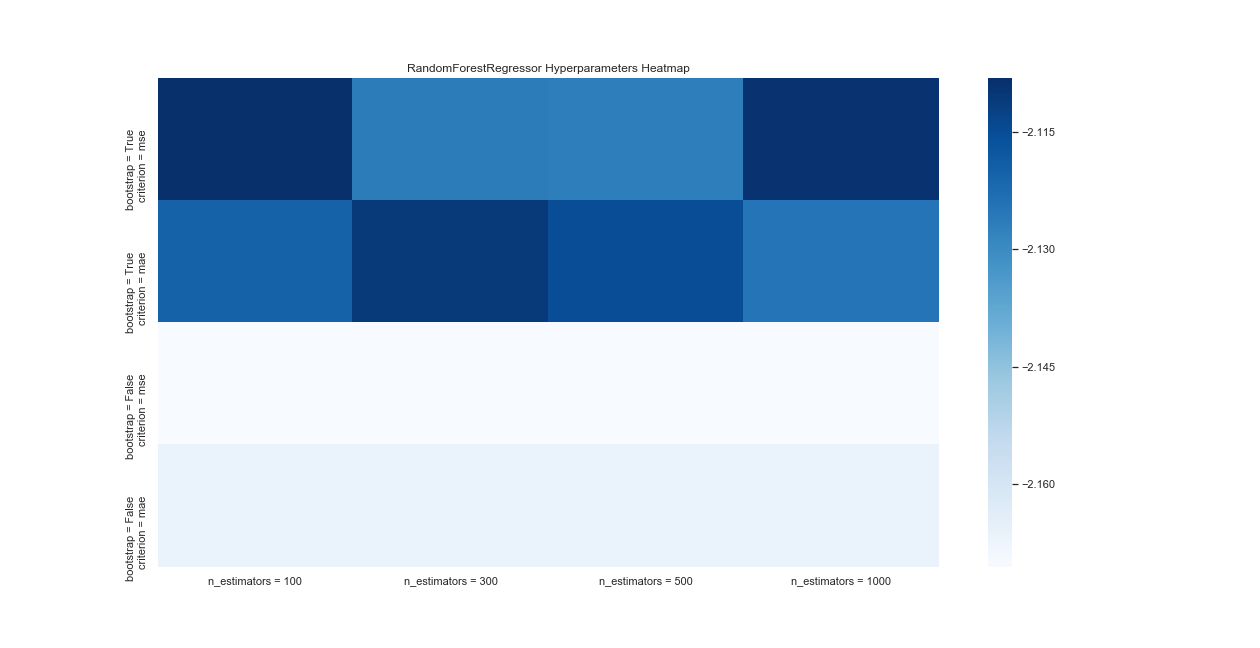 RandomForestRegressor Hyperparameters Heatmap
bootstrap = True
criterion = mse
bootstrap = True
criterion = mae
bootstrap = False
criterion = mse
bootstrap = False
criterion = mae
n_estimators = 100
n_estimators = 300
n_estimators = 500
n_estimators = 1000
−2.115
−2.130
−2.145
−2.160